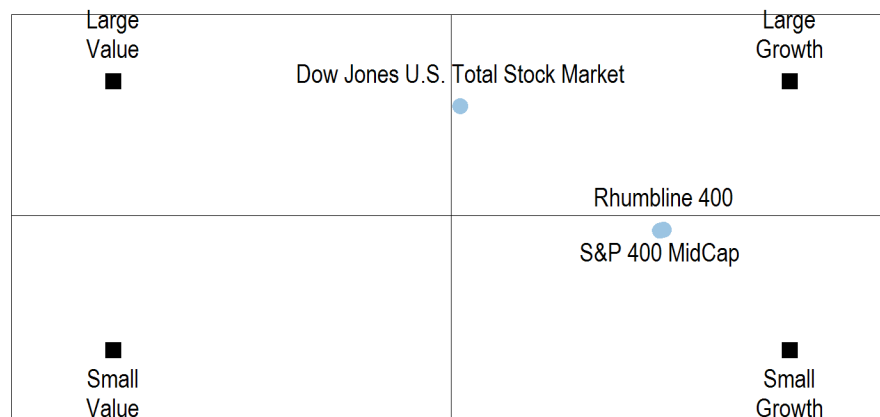 Large
Value
Large
Growth
Dow Jones U.S. Total Stock Market
Rhumbline 400
S&P 400 MidCap
Small
Value
Small
Growth